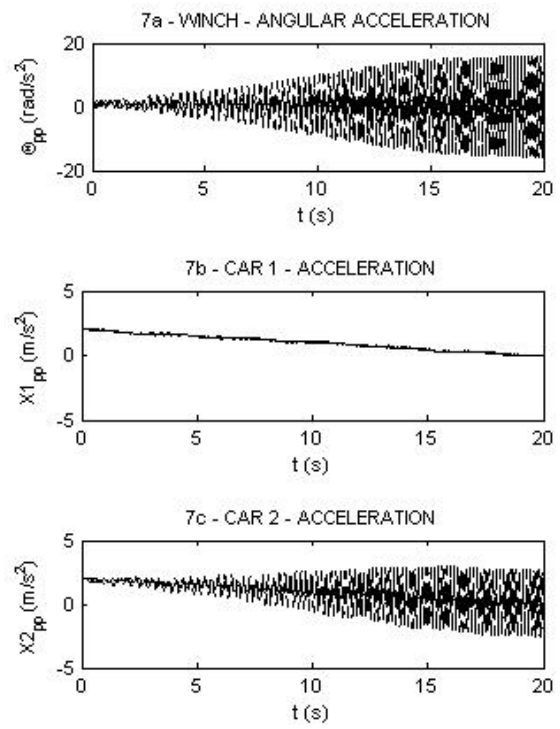 7a - WINCH - ANGULAR ACCELERATION
20
0
-20
Θpp (rad/s²)
0 5 10 15 20
t (s)
7b - CAR 1 - ACCELERATION
5
0
-5
X1pp (m/s²)
0 5 10 15 20
t (s)
7c - CAR 2 - ACCELERATION
5
0
-5
X2pp (m/s²)
0 5 10 15 20
t (s)